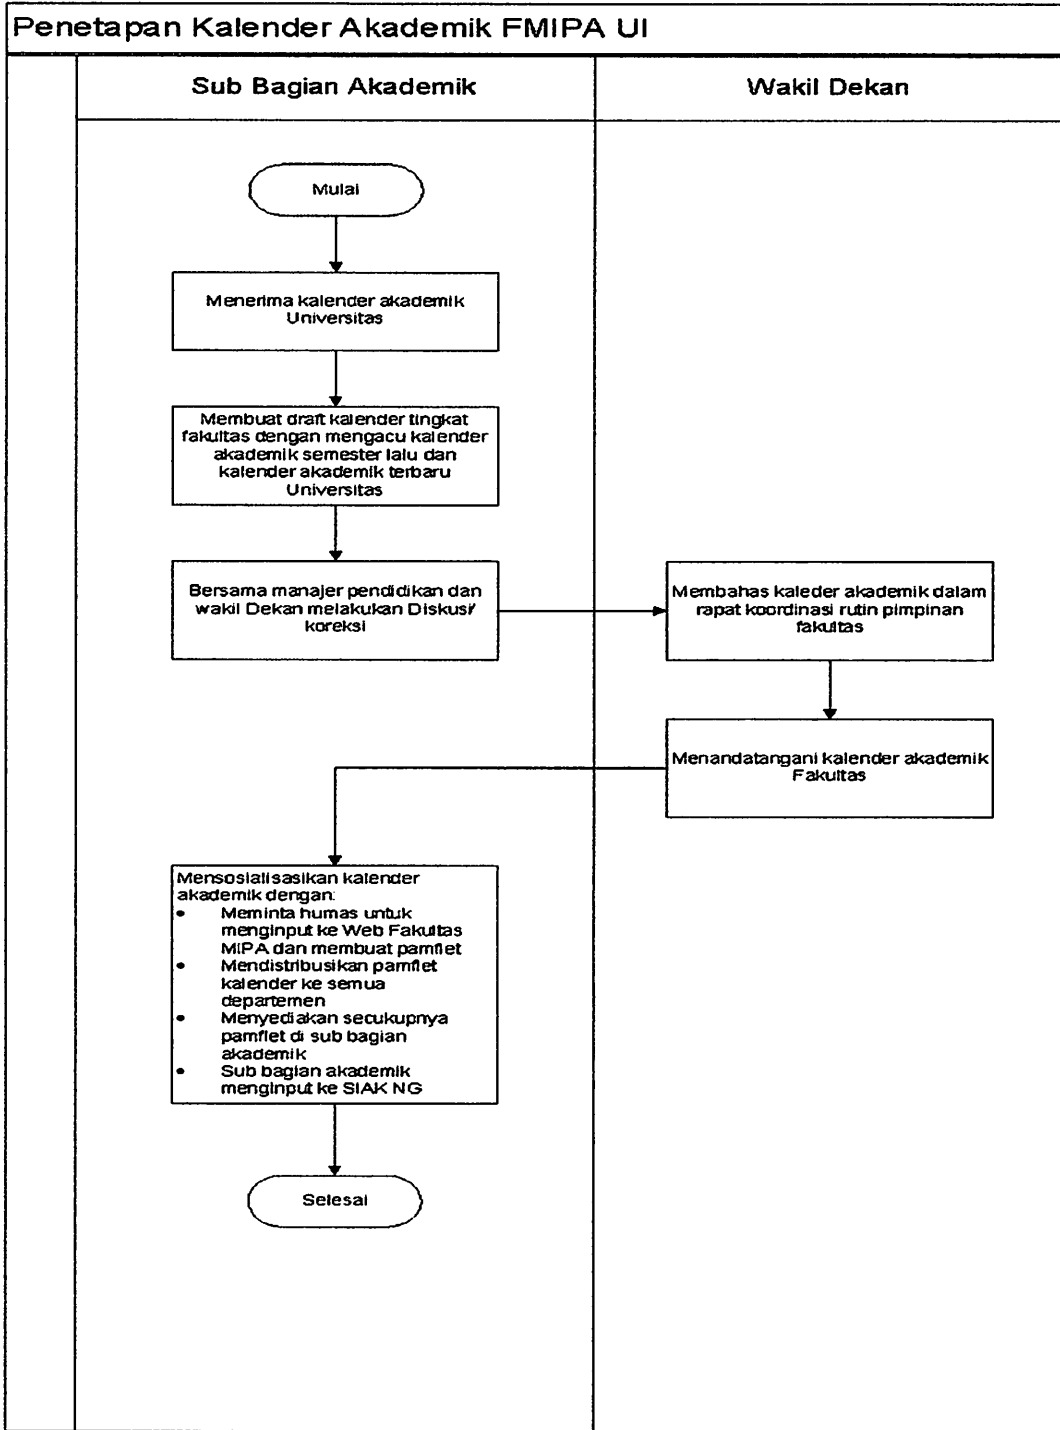 Penetapan Kalender Akademik FMIPA UI
Sub Bagian Akademik
Wakil Dekan
Mulai
Menerima kalender akademik
Universitas
Membuat draft kalender tingkat
fakultas dengan mengacu kalender
akademik semester lalu dan
kalender akademik terbaru
Universitas
Bersama manajer pendidikan dan
wakil Dekan melakukan Diskusi/
koreksi
Membahas kaleder akademik dalam
rapat koordinasi rutin pimpinan
fakultas
Menandatangani kalender akademik
Fakultas
Mensosialisasikan kalender
akademik dengan:
• Meminta humas untuk
menginput ke Web Fakultas
MIPA dan membuat pamflet
• Mendistribusikan pamflet
kalender ke semua
departemen
• Menyediakan secukupnya
pamflet di sub bagian
akademik
• Sub bagian akademik
menginput ke SIAK NG
Selesai